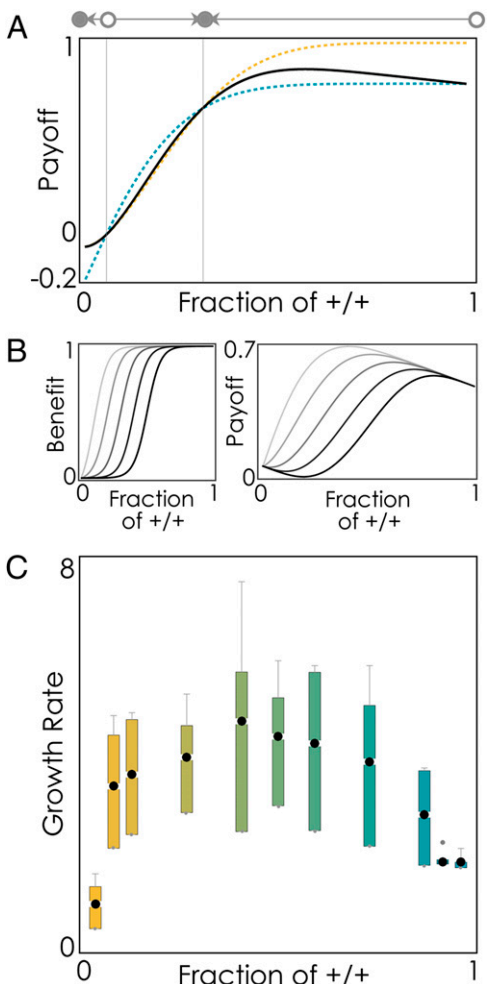 A
1
Payoff
0
-0.2
0
Fraction of +/+
1
B
1
Benefit
0
0
1
Fraction
of +/+
0.7
Payoff
0
0
1
Fraction
of +/+
C
8
Growth Rate
0
0
Fraction of +/+
1